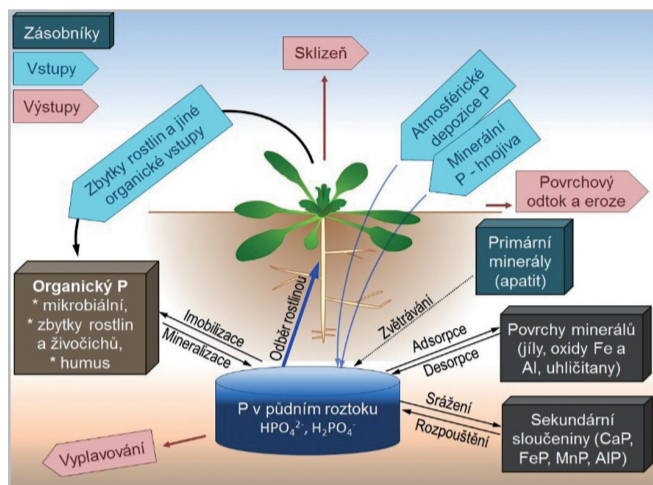 Zásobníky
Vstupy
Výstupy
Sklizeň
Zbytky rostlin a jiné
organické vstupy
Atmosférické
depozice P
Minerální
P - hnojiva
Povrchový
odtok a eroze
Primární
minerály
(apatit)
Organický P
* mikrobiální,
* zbytky rostlin
a živočichů,
* humus
Imobilizace
Mineralizace
Odběr rostlinou
Zvětrávání
Adsorpce
Desorpce
Povrchy minerálů
(jíly, oxidy Fe a
Al, uhličitany)
P v půdním roztoku
HPO₄²⁻, H₂PO₄⁻
Srážení
Rozpouštění
Sekundární
sloučeniny (CaP,
FeP, MnP, AlP)
Vyplavování